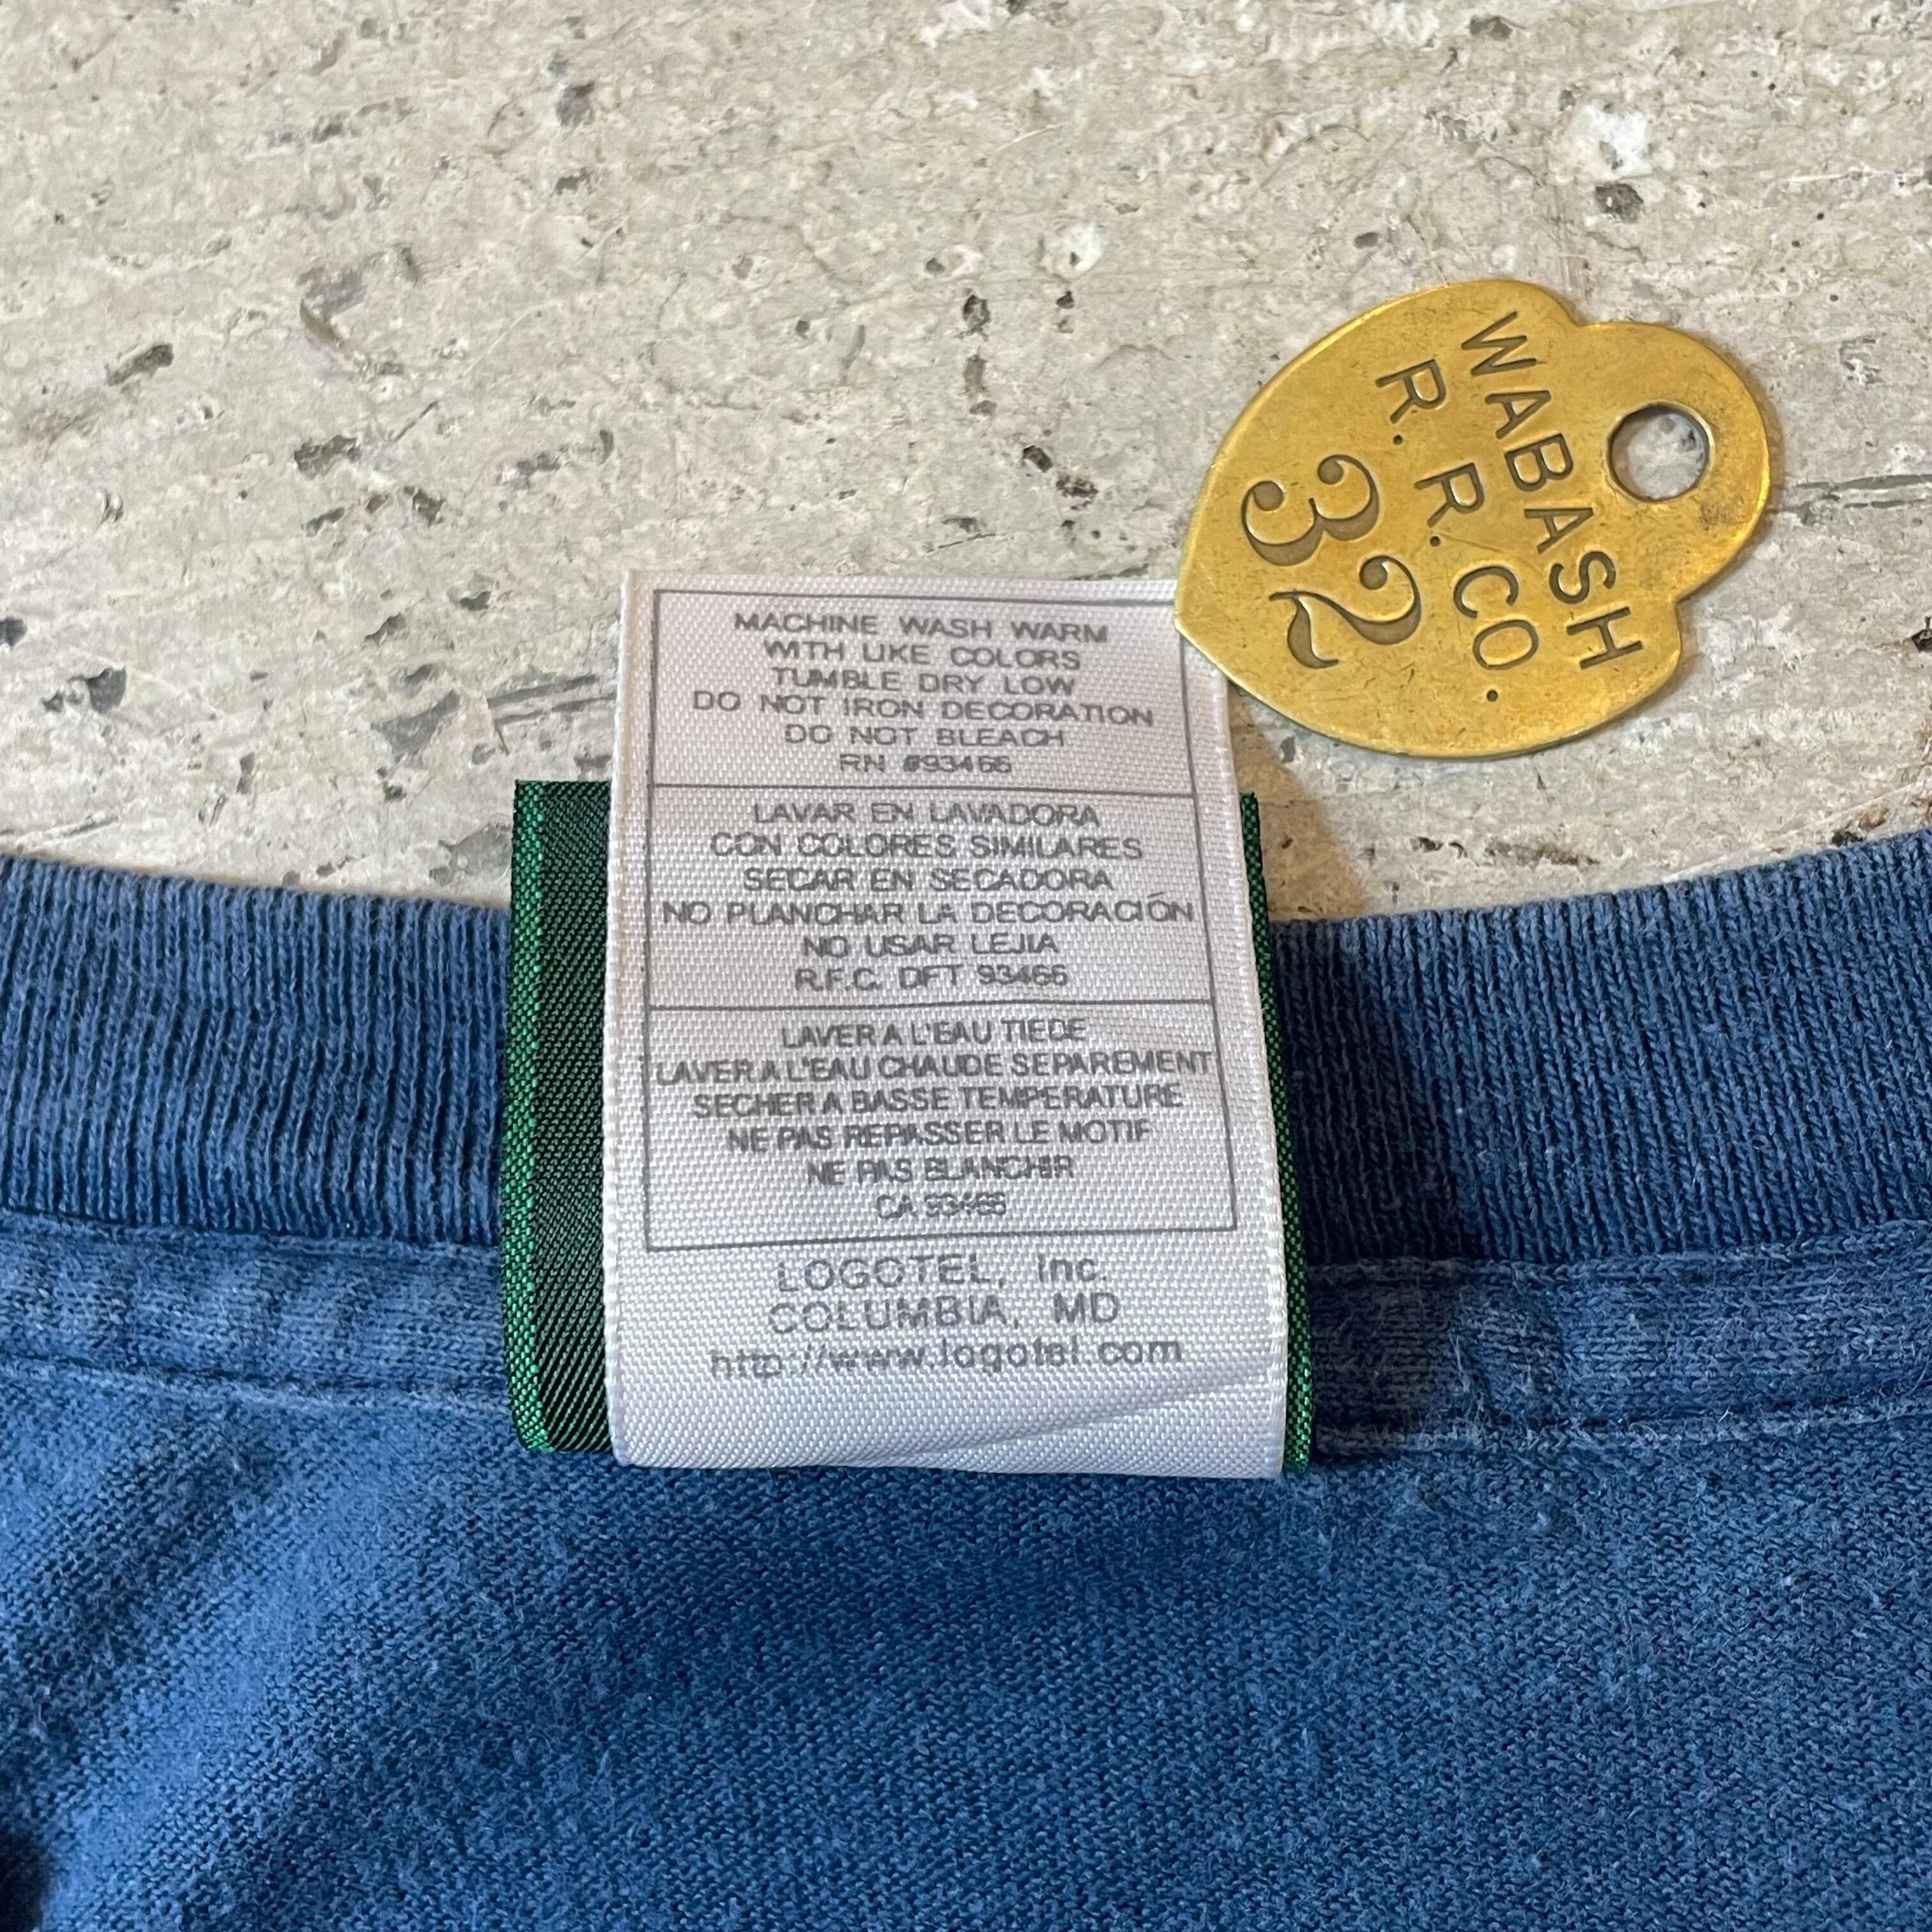 WABASH
R. R. CO.
32
MACHINE WASH WARM
WITH LIKE COLORS
TUMBLE DRY LOW
DO NOT IRON DECORATION
DO NOT BLEACH
RN #93466
LAVAR EN LAVADORA
CON COLORES SIMILARES
SECAR EN SECADORA
NO PLANCHAR LA DECORACIÓN
NO USAR LEJIA
R.F.C. DFT 93466
LAVER A L'EAU TIEDE
LAVER A L'EAU CHAUDE SEPAREMENT
SECHER A BASSE TEMPERATURE
NE PAS REPASSER LE MOTIF
NE PAS BLANCHIR
CA 93466
LOGOTEL, Inc.
COLUMBIA, MD
http://www.logotel.com